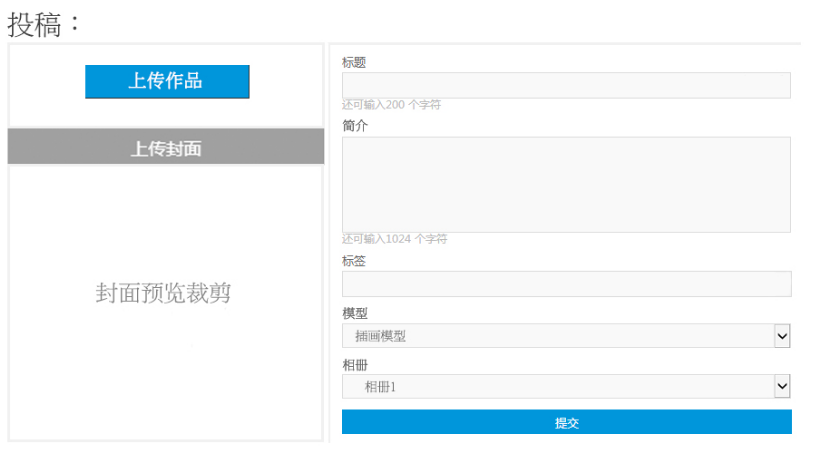 投稿：
上传作品
上传封面
封面预览裁剪
标题
还可输入200 个字符
简介
还可输入1024 个字符
标签
模型
插画模型
相册
相册1
提交